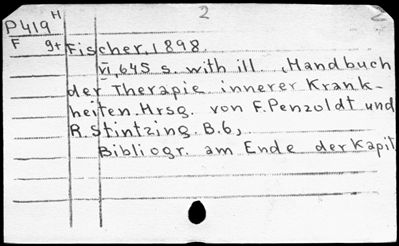 2
P419 H
F 9+ Fischer, 1898.
VI, 645 s. with ill. (Handbuch
der Therapie innerer Krank-
heiten. Hrsg. von F. Penzoldt und
R. Stintzing. B. 6,
Bibliogr. am Ende der Kapit